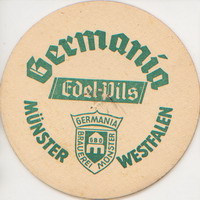 Germania
Edel-Pils
MÜNSTER WESTFALEN
GERMANIA
BRAUEREI MÜNSTER